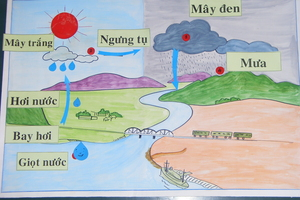 Mây đen
Mây trắng
Ngưng tụ
Mưa
Hơi nước
Bay hơi
Giọt nước